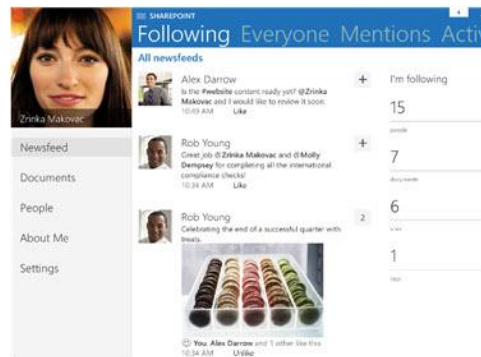 SHAREPOINT
Following Everyone Mentions Activ
All newsfeeds
Zrinka Makovac
Newsfeed
Documents
People
About Me
Settings
Alex Darrow
Is the #website content ready yet? @Zrinka
Makovac and I would like to review it soon.
10:49 AM Like
Rob Young
Great job @Zrinka Makovac and @Molly
Dempsey for completing all the international
compliance checks!
10:34 AM Like
Rob Young
Celebrating the end of a successful quarter with
treats.
You, Alex Darrow and 1 other like this.
10:34 AM Unlike
+
+
2
I'm following
15
people
7
documents
6
1